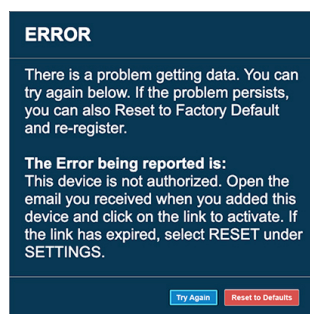 ERROR
There is a problem getting data. You can
try again below. If the problem persists,
you can also Reset to Factory Default
and re-register.
The Error being reported is:
This device is not authorized. Open the
email you received when you added this
device and click on the link to activate. If
the link has expired, select RESET under
SETTINGS.
Try Again Reset to Defaults